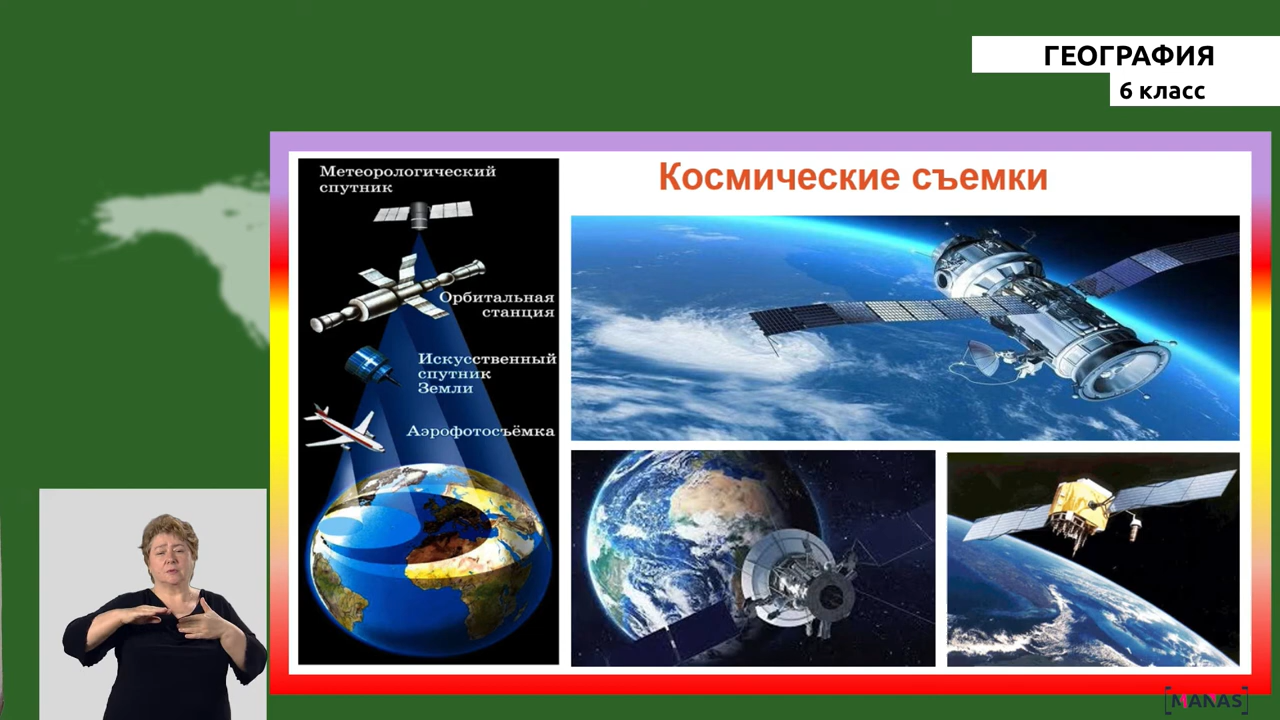 ГЕОГРАФИЯ
6 класс
Космические съемки
Метеорологический
спутник
Орбитальная
станция
Искусственный
спутник
Земли
Аэрофотосъёмка
[MANAS]